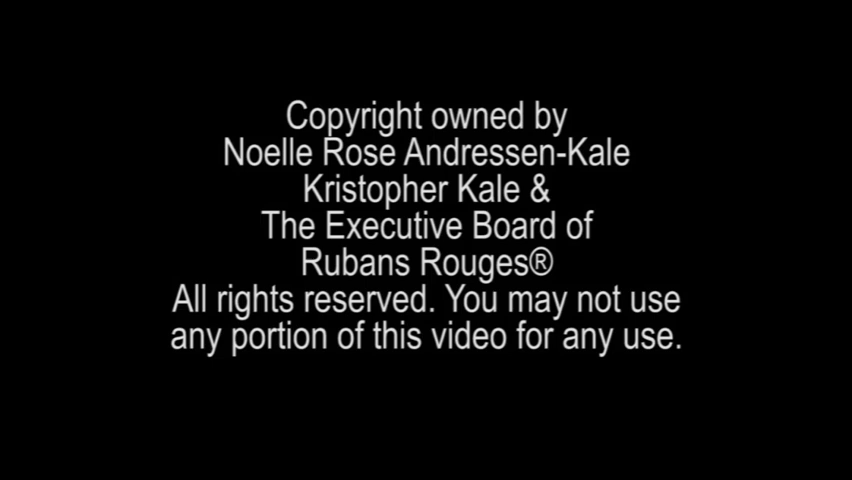 Copyright owned by
Noelle Rose Andressen-Kale
Kristopher Kale &
The Executive Board of
Rubans Rouges®
All rights reserved. You may not use
any portion of this video for any use.